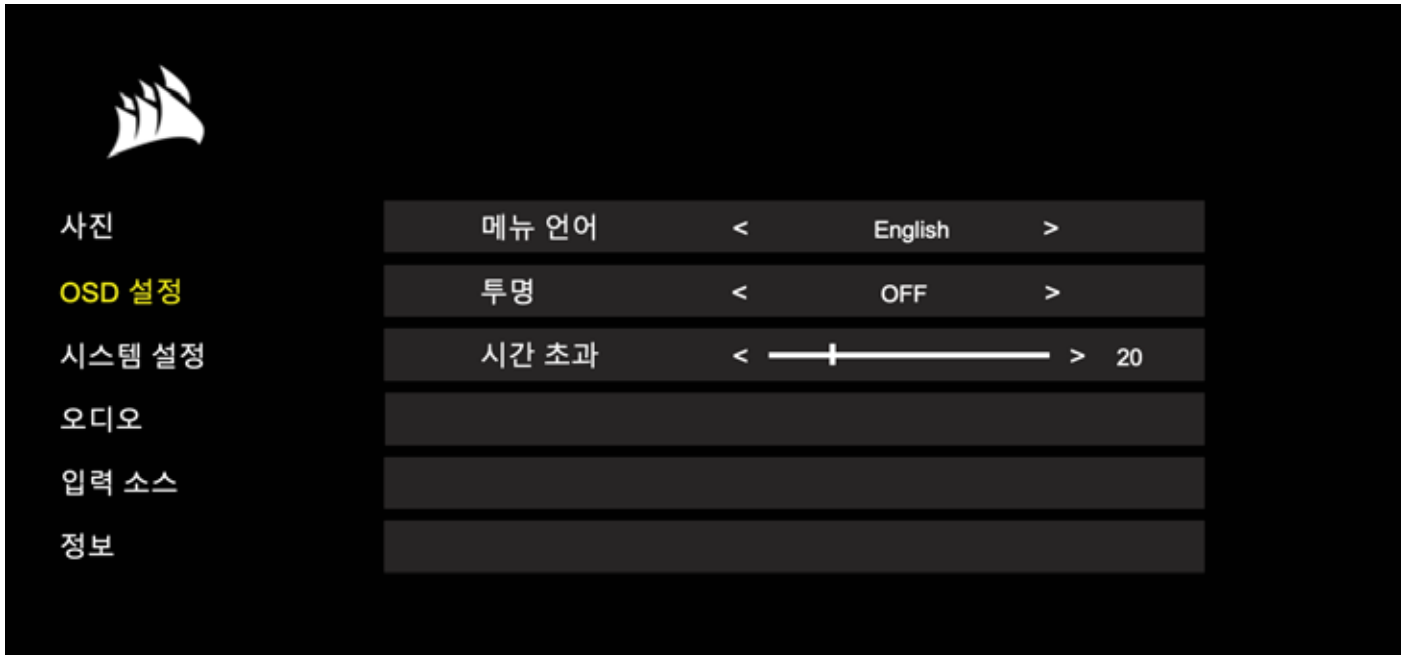 사진 메뉴 언어 < English >
OSD 설정 투명 < OFF >
시스템 설정 시간 초과 < > 20
오디오
입력 소스
정보